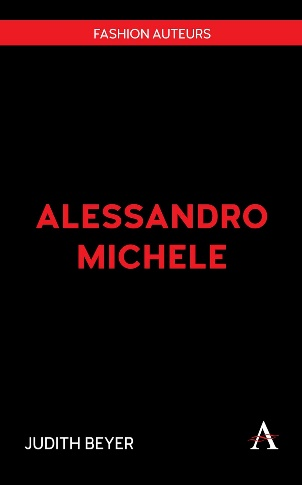 FASHION AUTEURS
ALESSANDRO
MICHELE
JUDITH BEYER
A